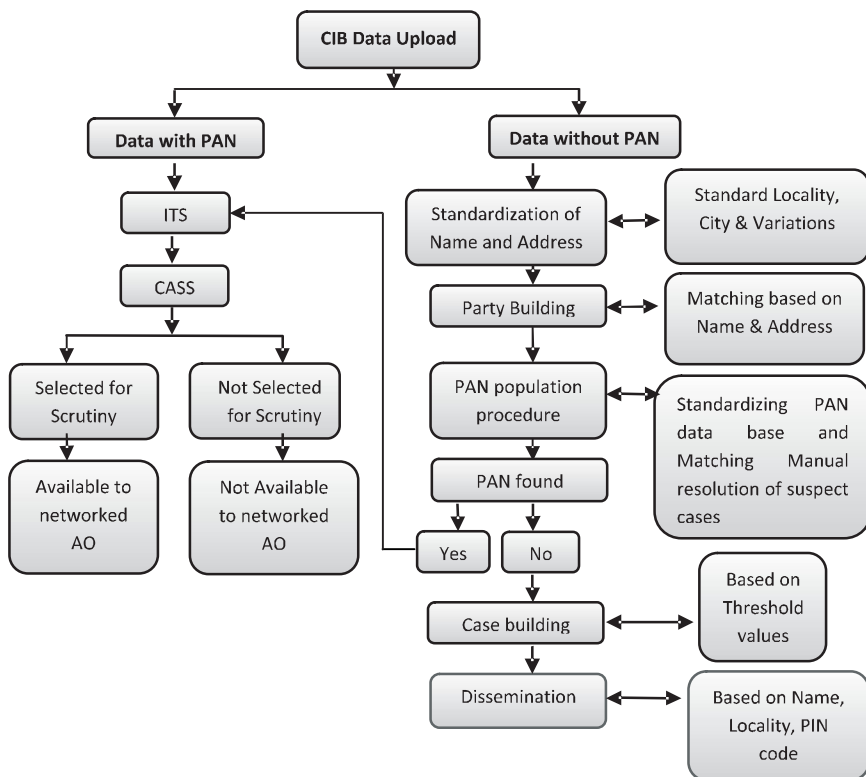 CIB Data Upload
Data with PAN
Data without PAN
ITS
Standardization of
Name and Address
Standard Locality,
City & Variations
CASS
Party Building
Matching based on
Name & Address
Selected for
Scrutiny
Not Selected
for Scrutiny
PAN population
procedure
Standardizing PAN
data base and
Matching Manual
resolution of suspect
cases
Available to
networked
AO
Not Available
to networked
AO
PAN found
Yes
No
Case building
Based on
Threshold
values
Dissemination
Based on Name,
Locality, PIN
code